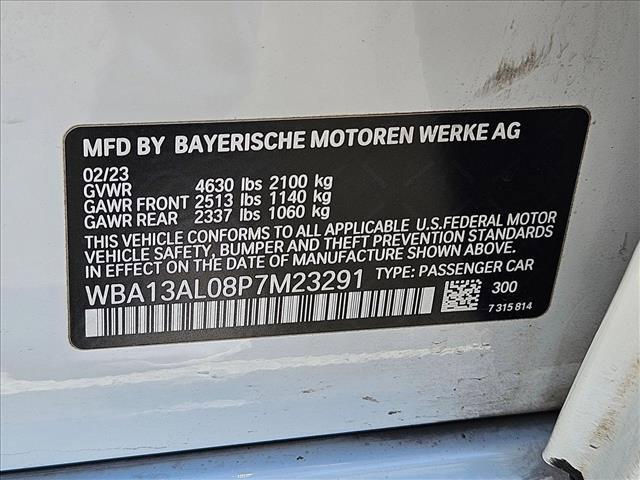 MFD BY BAYERISCHE MOTOREN WERKE AG
02/23
GVWR 4630 lbs 2100 kg
GAWR FRONT 2513 lbs 1140 kg
GAWR REAR 2337 lbs 1060 kg
THIS VEHICLE CONFORMS TO ALL APPLICABLE U.S.FEDERAL MOTOR
VEHICLE SAFETY, BUMPER AND THEFT PREVENTION STANDARDS
IN EFFECT ON THE DATE OF MANUFACTURE SHOWN ABOVE.
WBA13AL08P7M23291 TYPE: PASSENGER CAR
300
7 315 814